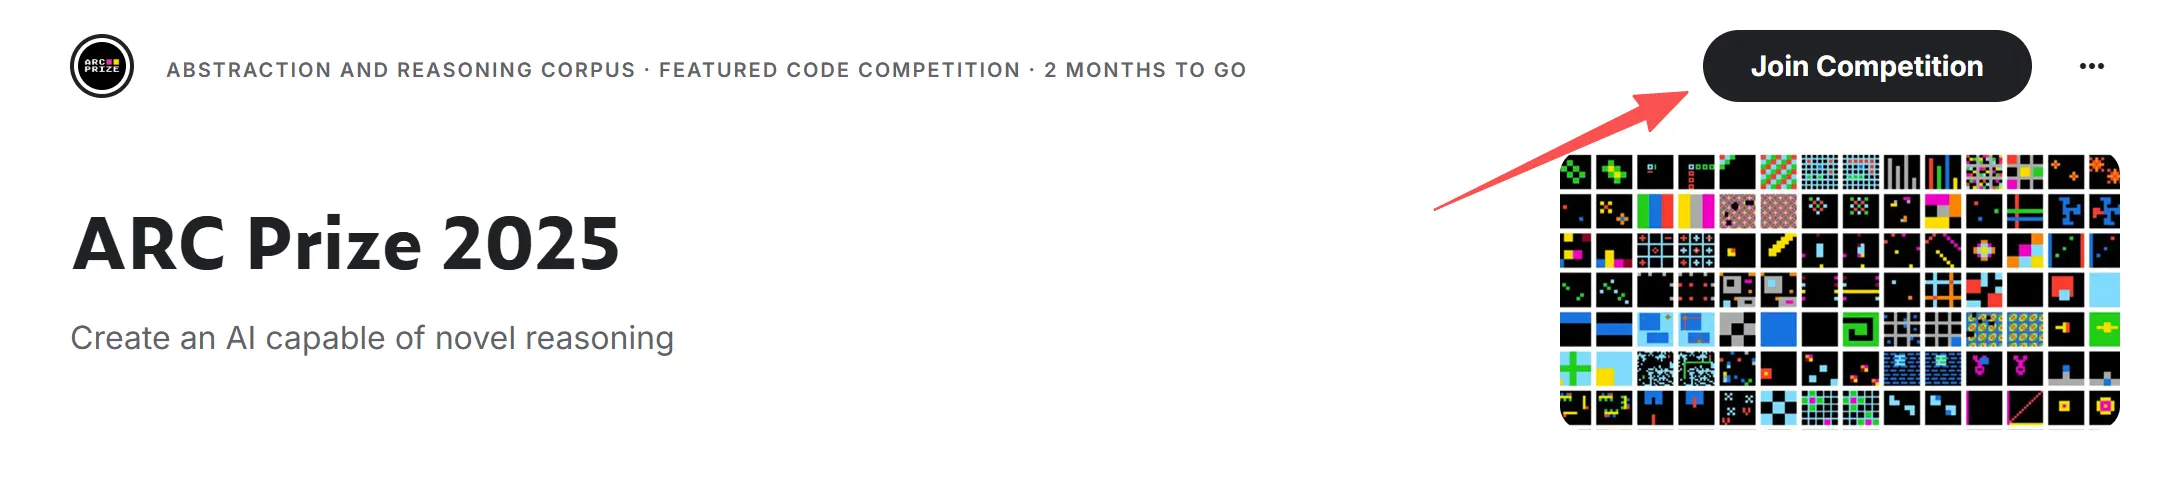 ARC
PRIZE
ABSTRACTION AND REASONING CORPUS · FEATURED CODE COMPETITION · 2 MONTHS TO GO
Join Competition
ARC Prize 2025
Create an AI capable of novel reasoning